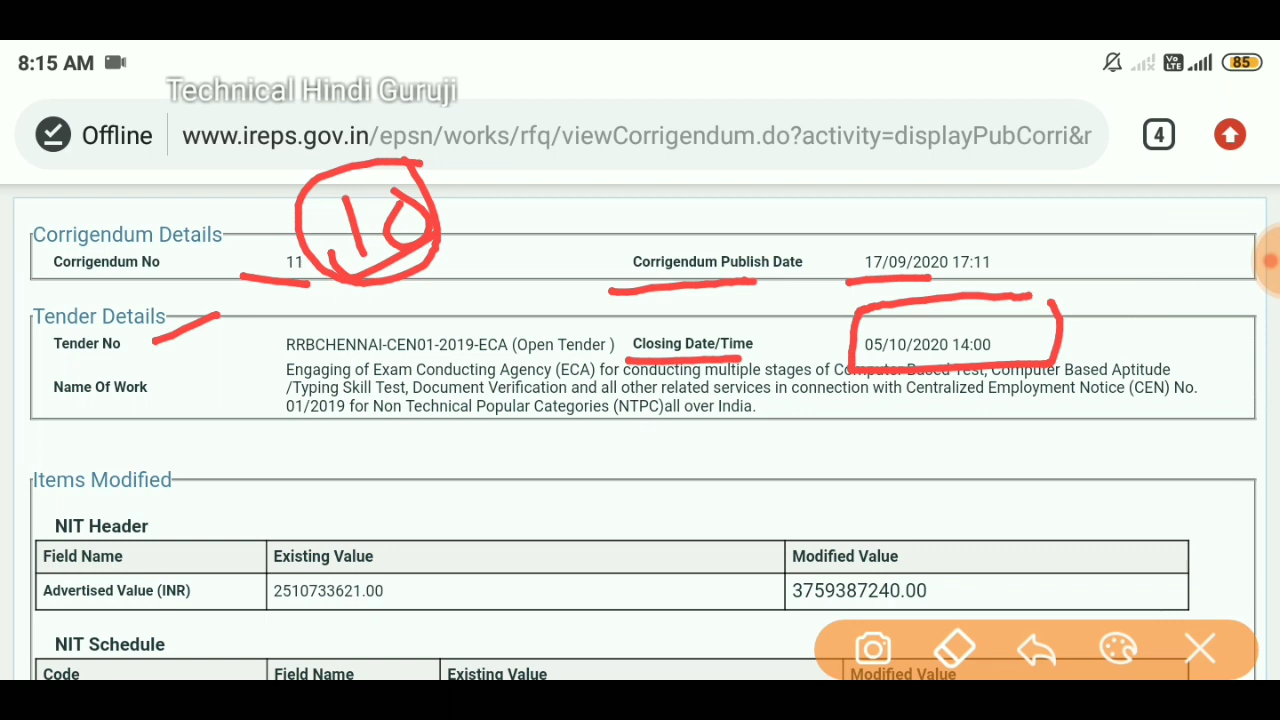 8:15 AM
VoLTE
85
Technical Hindi Guruji
Offline www.ireps.gov.in/epsn/works/rfq/viewCorrigendum.do?activity=displayPubCorri&r 4
10
Corrigendum Details
Corrigendum No 11 Corrigendum Publish Date 17/09/2020 17:11
Tender Details
Tender No RRBCHENNAI-CEN01-2019-ECA (Open Tender ) Closing Date/Time 05/10/2020 14:00
Name Of Work
Engaging of Exam Conducting Agency (ECA) for conducting multiple stages of Computer Based Test, Computer Based Aptitude
/Typing Skill Test, Document Verification and all other related services in connection with Centralized Employment Notice (CEN) No.
01/2019 for Non Technical Popular Categories (NTPC)all over India.
Items Modified
NIT Header
Field Name Existing Value Modified Value
Advertised Value (INR) 2510733621.00 3759387240.00
NIT Schedule
Code Field Name Existing Value Modified Value